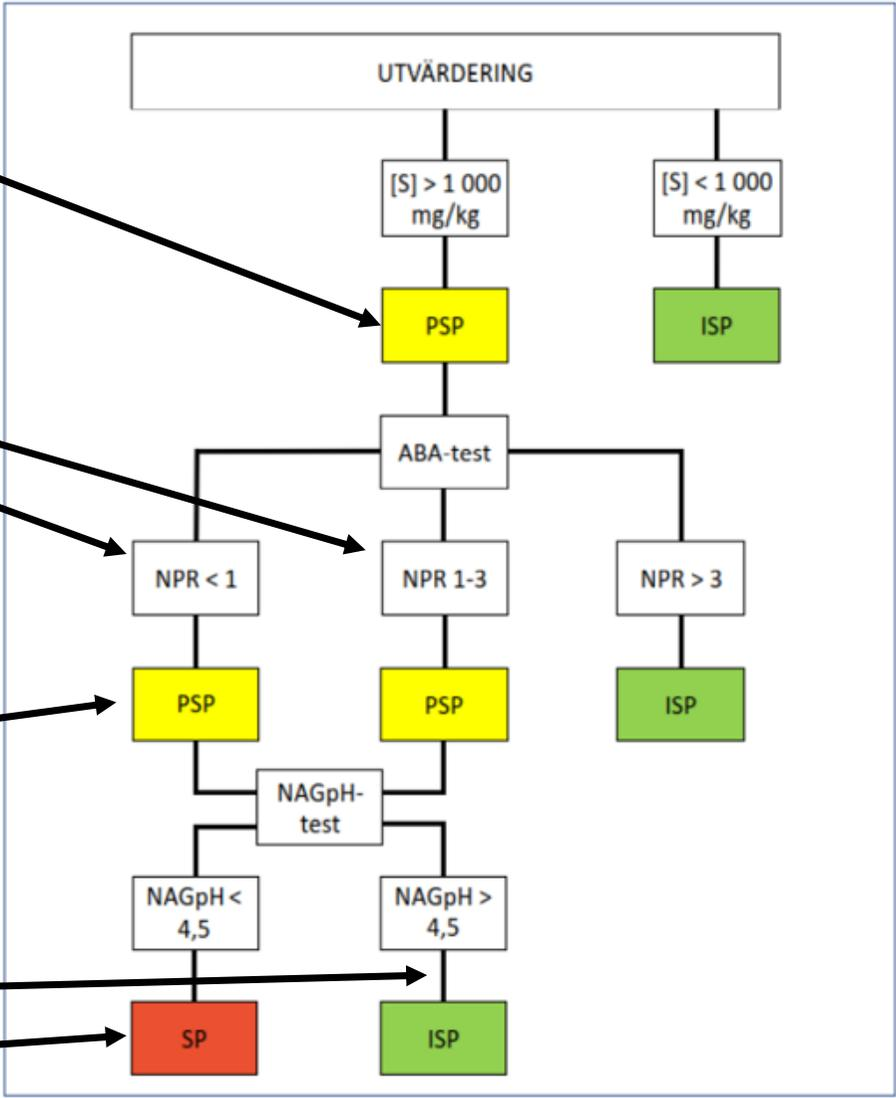 UTVÄRDERING
[S] > 1 000
mg/kg
[S] < 1 000
mg/kg
PSP
ISP
ABA-test
NPR < 1
NPR 1-3
NPR > 3
PSP
PSP
ISP
NAGpH-
test
NAGpH <
4,5
NAGpH >
4,5
SP
ISP